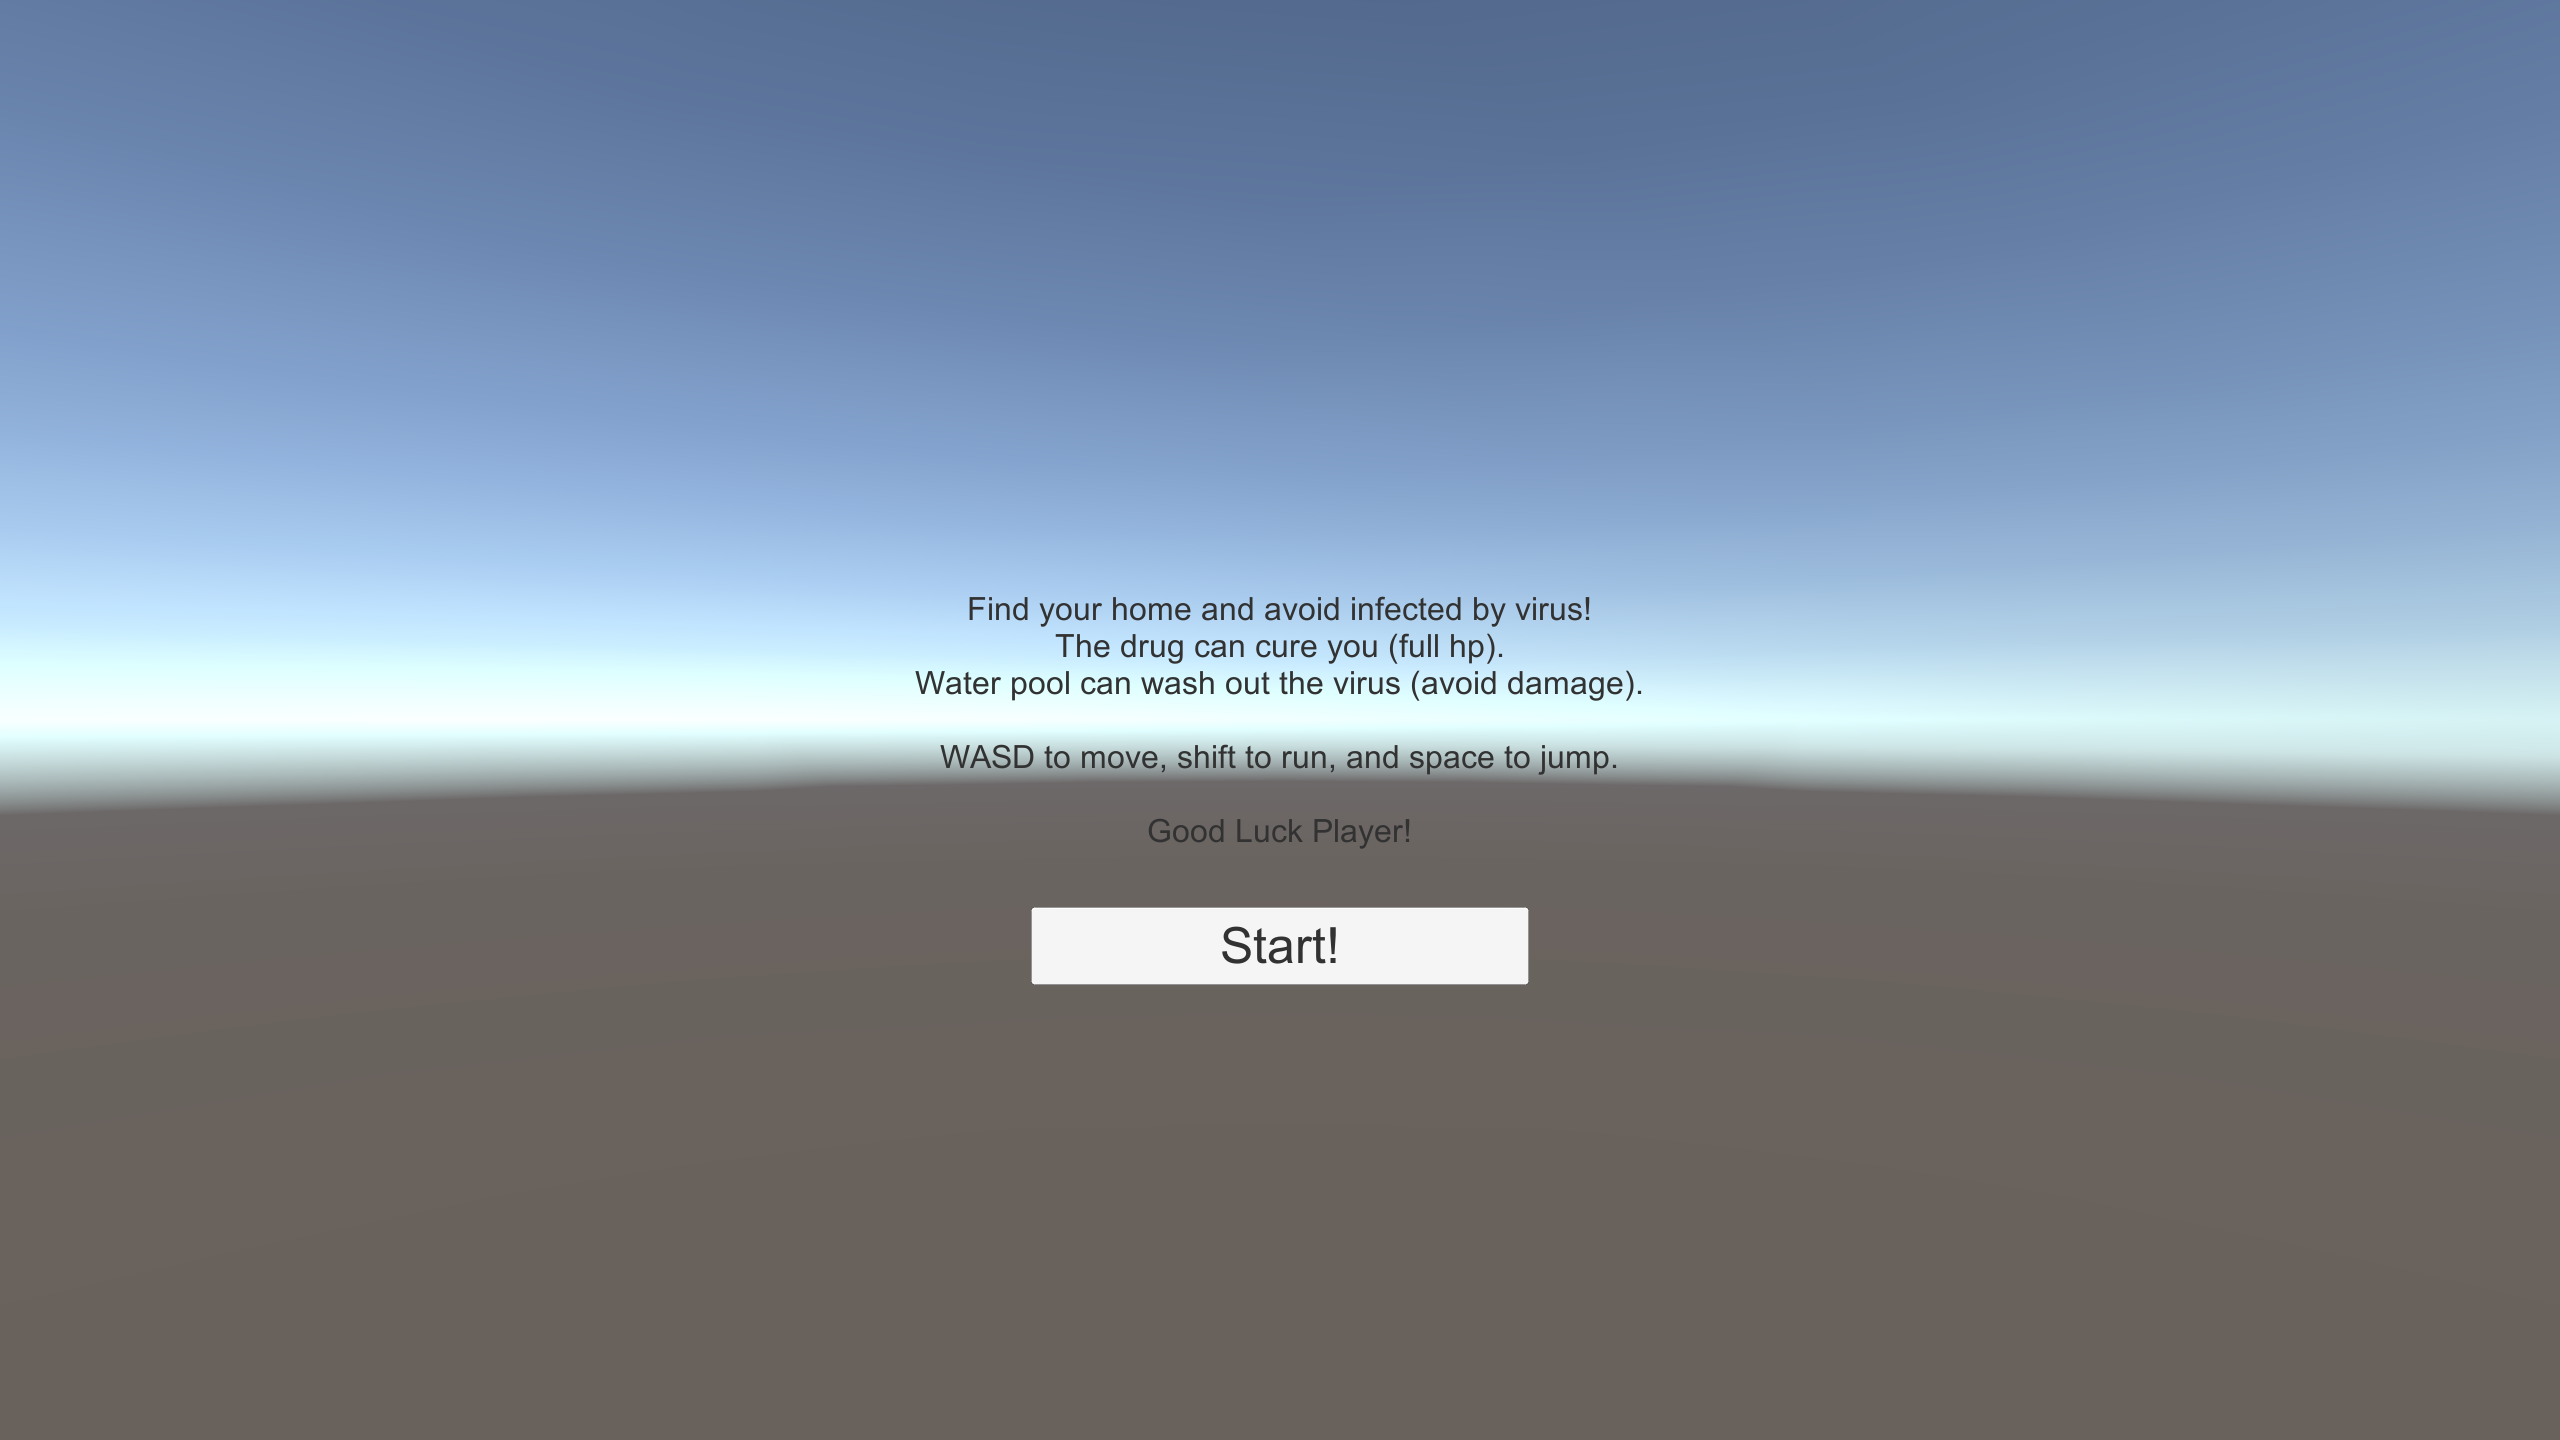 Find your home and avoid infected by virus!
The drug can cure you (full hp).
Water pool can wash out the virus (avoid damage).
WASD to move, shift to run, and space to jump.
Good Luck Player!
Start!